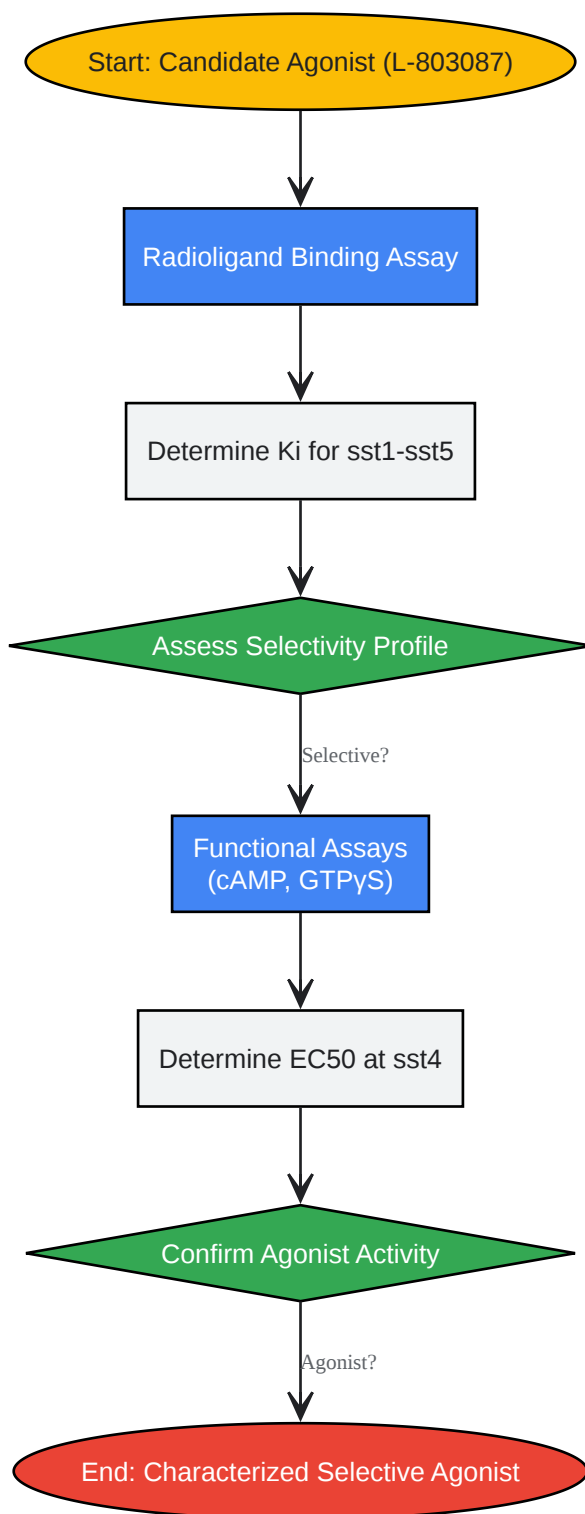 Start: Candidate Agonist (L-803087)
Radioligand Binding Assay
Determine Ki for sst1-sst5
Assess Selectivity Profile
Selective?
Functional Assays
(cAMP, GTPγS)
Determine EC50 at sst4
Confirm Agonist Activity
Agonist?
End: Characterized Selective Agonist